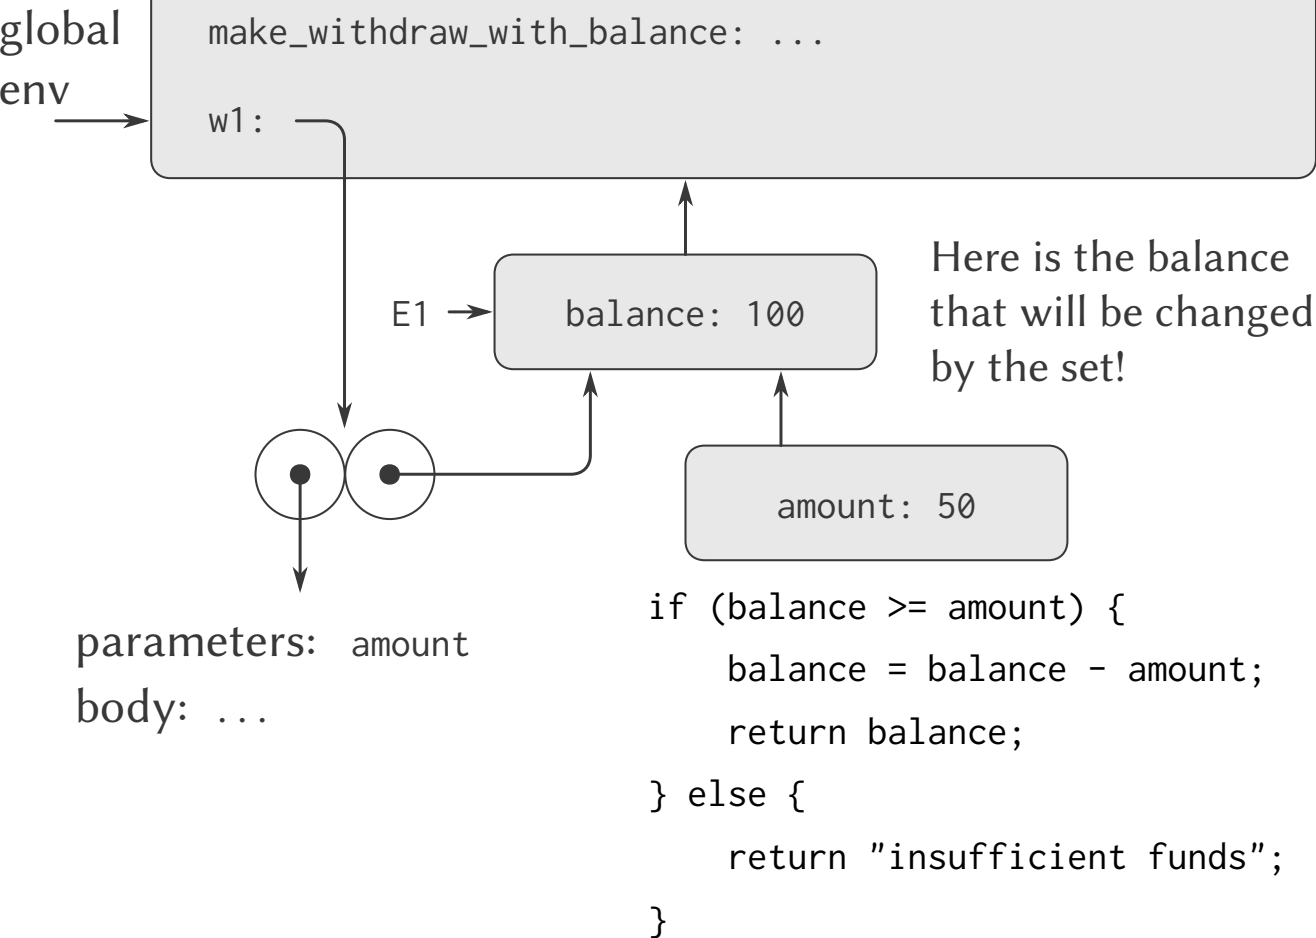 global
env
make_withdraw_with_balance: ...
w1:
E1
balance: 100
Here is the balance
that will be changed
by the set!
amount: 50
parameters: amount
body: ...
if (balance >= amount) {
    balance = balance - amount;
    return balance;
} else {
    return "insufficient funds";
}